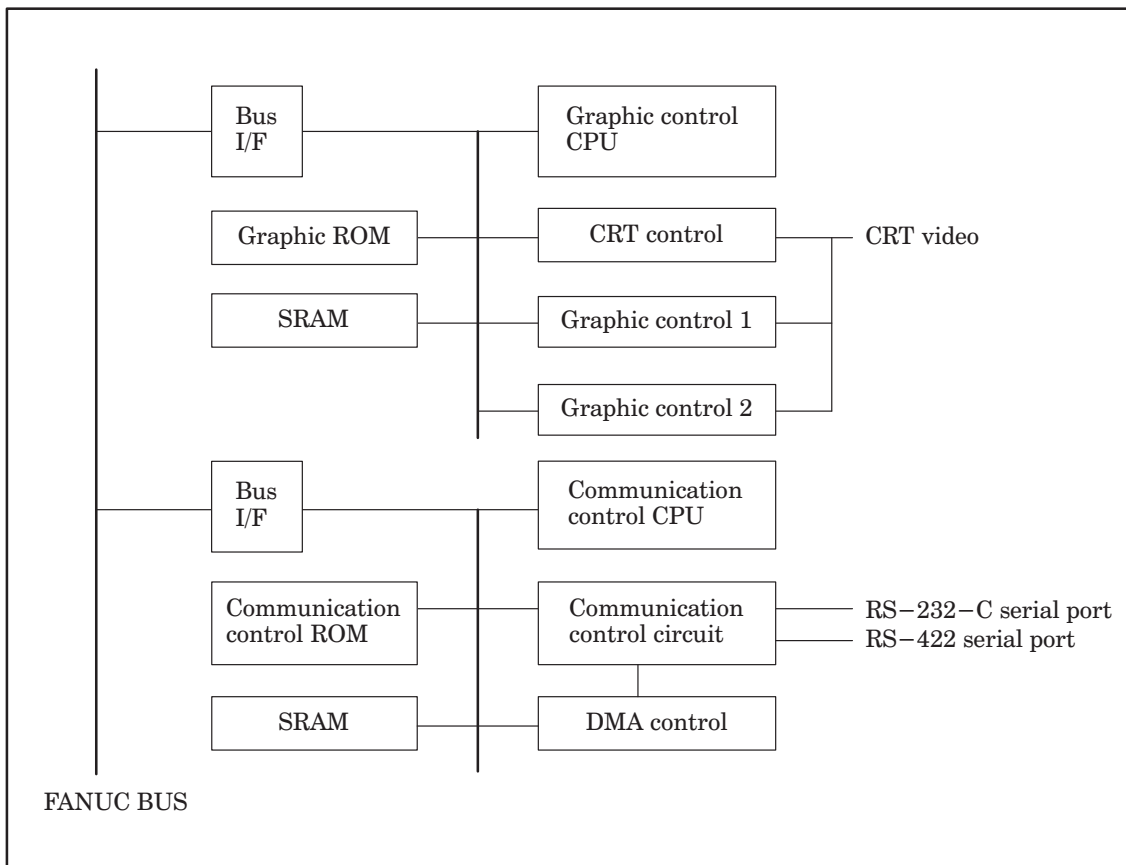 Bus
I/F
Graphic control
CPU
Graphic ROM
CRT control
CRT video
SRAM
Graphic control 1
Graphic control 2
Bus
I/F
Communication
control CPU
Communication
control ROM
Communication
control circuit
RS−232−C serial port
RS−422 serial port
SRAM
DMA control
FANUC BUS